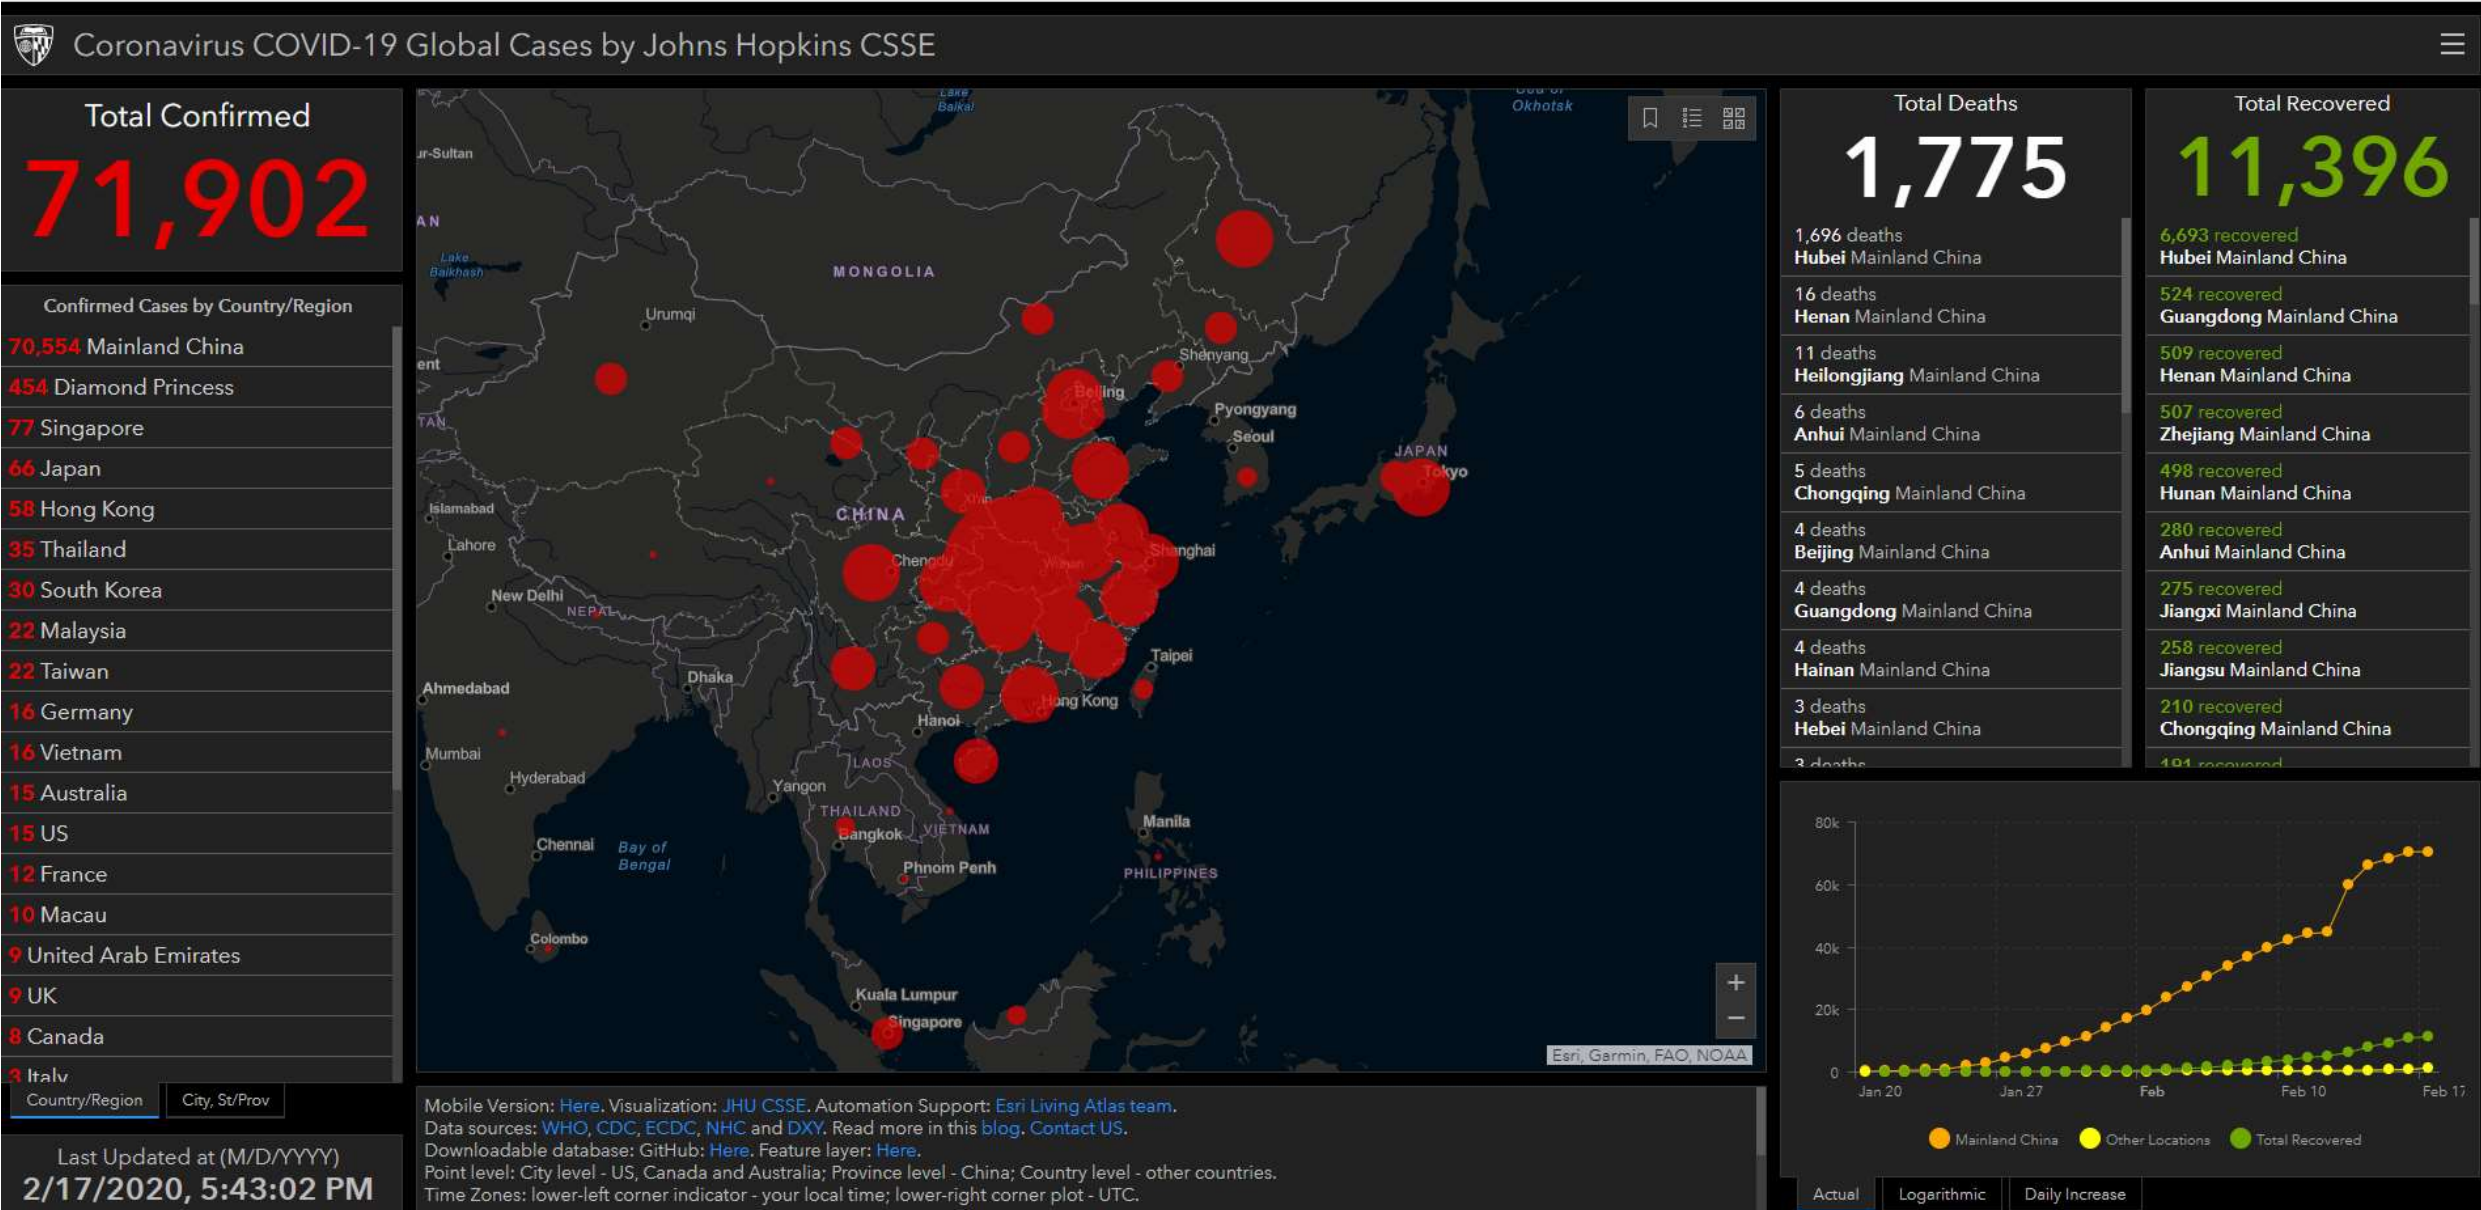 Coronavirus COVID-19 Global Cases by Johns Hopkins CSSE
Total Confirmed
71,902
Confirmed Cases by Country/Region
70,554 Mainland China
454 Diamond Princess
77 Singapore
66 Japan
58 Hong Kong
35 Thailand
30 South Korea
22 Malaysia
22 Taiwan
16 Germany
16 Vietnam
15 Australia
15 US
12 France
10 Macau
9 United Arab Emirates
9 UK
8 Canada
3 Italy
Country/Region
City, St/Prov
Last Updated at (M/D/YYYY)
2/17/2020, 5:43:02 PM
Lake
Baikal
Okhotsk
ur-Sultan
AN
Lake
Balkhash
MONGOLIA
Urumqi
ent
Shenyang
Beijing
TAN
Pyongyang
Seoul
JAPAN
Tokyo
Xi'an
Islamabad
CHINA
Lahore
Shanghai
Chengdu
Wuhan
New Delhi
NEPAL
Taipei
Dhaka
Ahmedabad
Hong Kong
Hanoi
Mumbai
LAOS
Hyderabad
Yangon
THAILAND
Manila
Bangkok
VIETNAM
Chennai
Bay of
Bengal
Phnom Penh
PHILIPPINES
Colombo
Kuala Lumpur
Singapore
+
−
Esri, Garmin, FAO, NOAA
Mobile Version: Here. Visualization: JHU CSSE. Automation Support: Esri Living Atlas team.
Data sources: WHO, CDC, ECDC, NHC and DXY. Read more in this blog. Contact US.
Downloadable database: GitHub: Here. Feature layer: Here.
Point level: City level - US, Canada and Australia; Province level - China; Country level - other countries.
Time Zones: lower-left corner indicator - your local time; lower-right corner plot - UTC.
Total Deaths
1,775
1,696 deaths
Hubei Mainland China
16 deaths
Henan Mainland China
11 deaths
Heilongjiang Mainland China
6 deaths
Anhui Mainland China
5 deaths
Chongqing Mainland China
4 deaths
Beijing Mainland China
4 deaths
Guangdong Mainland China
4 deaths
Hainan Mainland China
3 deaths
Hebei Mainland China
3 deaths
Total Recovered
11,396
6,693 recovered
Hubei Mainland China
524 recovered
Guangdong Mainland China
509 recovered
Henan Mainland China
507 recovered
Zhejiang Mainland China
498 recovered
Hunan Mainland China
280 recovered
Anhui Mainland China
275 recovered
Jiangxi Mainland China
258 recovered
Jiangsu Mainland China
210 recovered
Chongqing Mainland China
191 recovered
80k
60k
40k
20k
0
Jan 20
Jan 27
Feb
Feb 10
Feb 17
Mainland China
Other Locations
Total Recovered
Actual
Logarithmic
Daily Increase